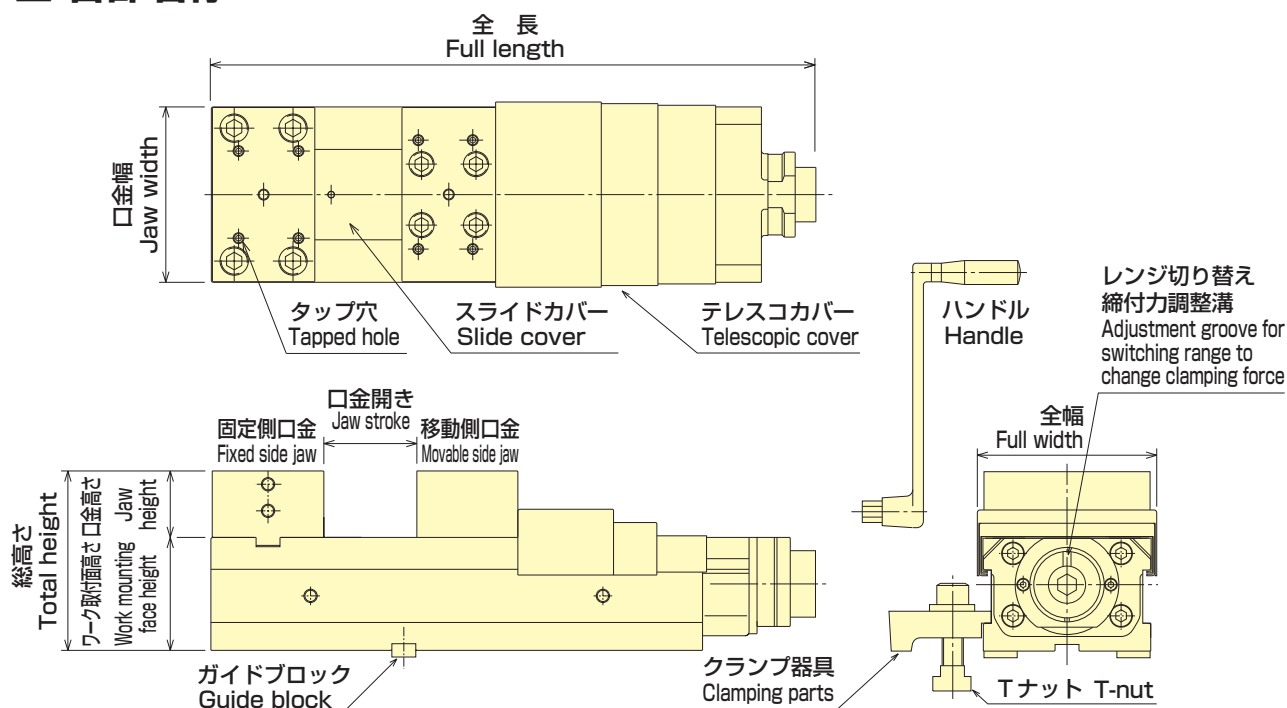 全 長
Full length
口金幅
Jaw width
タップ穴
Tapped hole
スライドカバー
Slide cover
テレスコカバー
Telescopic cover
ハンドル
Handle
レンジ切り替え
締付力調整溝
Adjustment groove for
switching range to
change clamping force
口金開き
Jaw stroke
固定側口金
Fixed side jaw
移動側口金
Movable side jaw
全幅
Full width
総高さ
Total height
口金高さ
Jaw
height
ワーク取付面高さ
Work mounting
face height
ガイドブロック
Guide block
クランプ器具
Clamping parts
Tナット T-nut